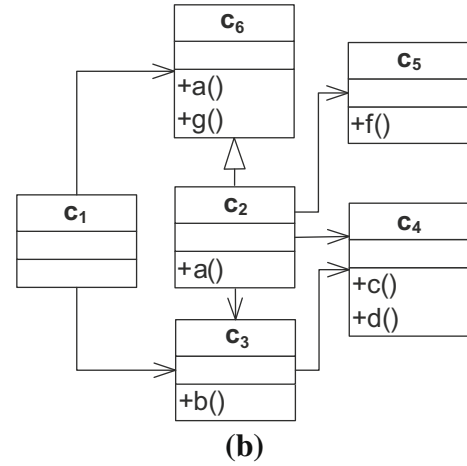 c₆
+a()
+g()
c₅
+f()
c₁
c₂
+a()
c₄
+c()
+d()
c₃
+b()
(b)